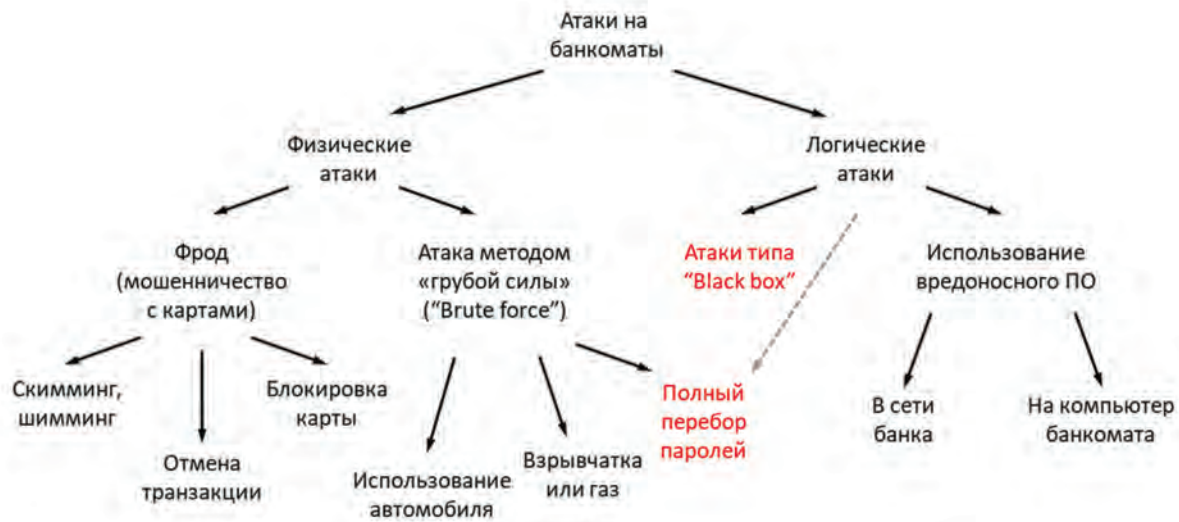 Атаки на
банкоматы
Физические
атаки
Логические
атаки
Фрод
(мошенничество
с картами)
Атака методом
«грубой силы"
("Brute force")
Атаки типа
"Black box"
Использование
вредоносного ПО
Скимминг,
шимминг
Отмена
транзакции
Блокировка
карты
Использование
автомобиля
Взрывчатка
или газ
Полный
перебор
паролей
В сети
банка
На компьютер
банкомата